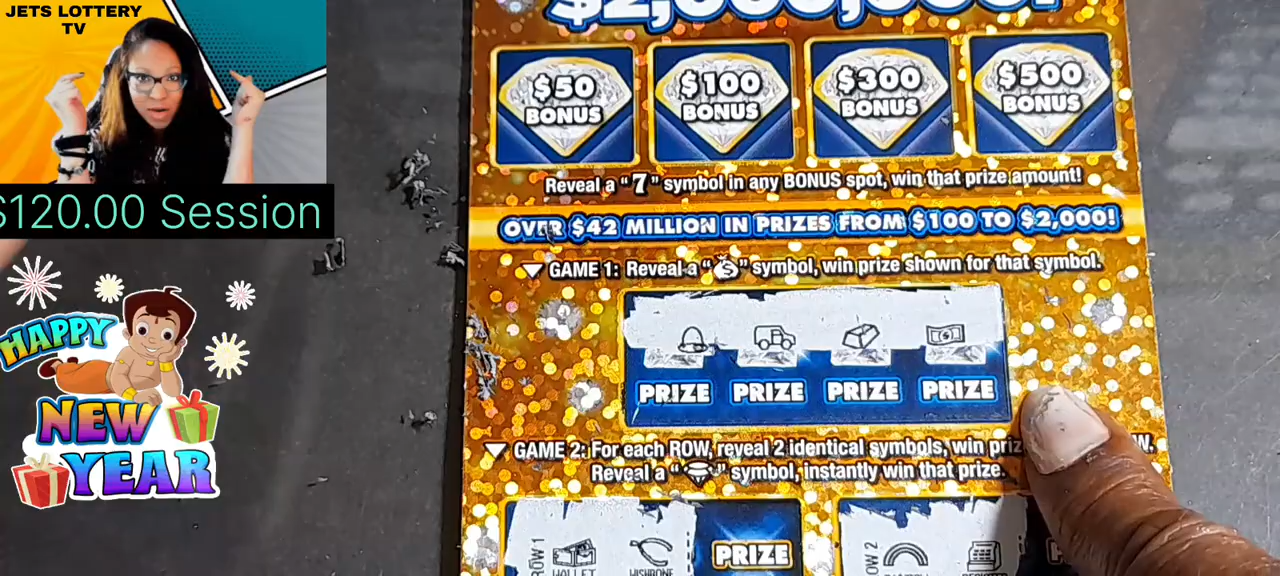 JETS LOTTERY
TV
$120.00 Session
HAPPY
NEW
YEAR
$50
BONUS
$100
BONUS
$300
BONUS
$500
BONUS
Reveal a "7" symbol in any BONUS spot, win that prize amount!
OVER $42 MILLION IN PRIZES FROM $100 TO $2,000!
GAME 1: Reveal a " " symbol, win prize shown for that symbol.
PRIZE PRIZE PRIZE PRIZE
GAME 2: For each ROW, reveal 2 identical symbols, win
Reveal a " " symbol, instantly win that prize.
ROW 1
WALLET
WISHBONE
PRIZE
ROW 2